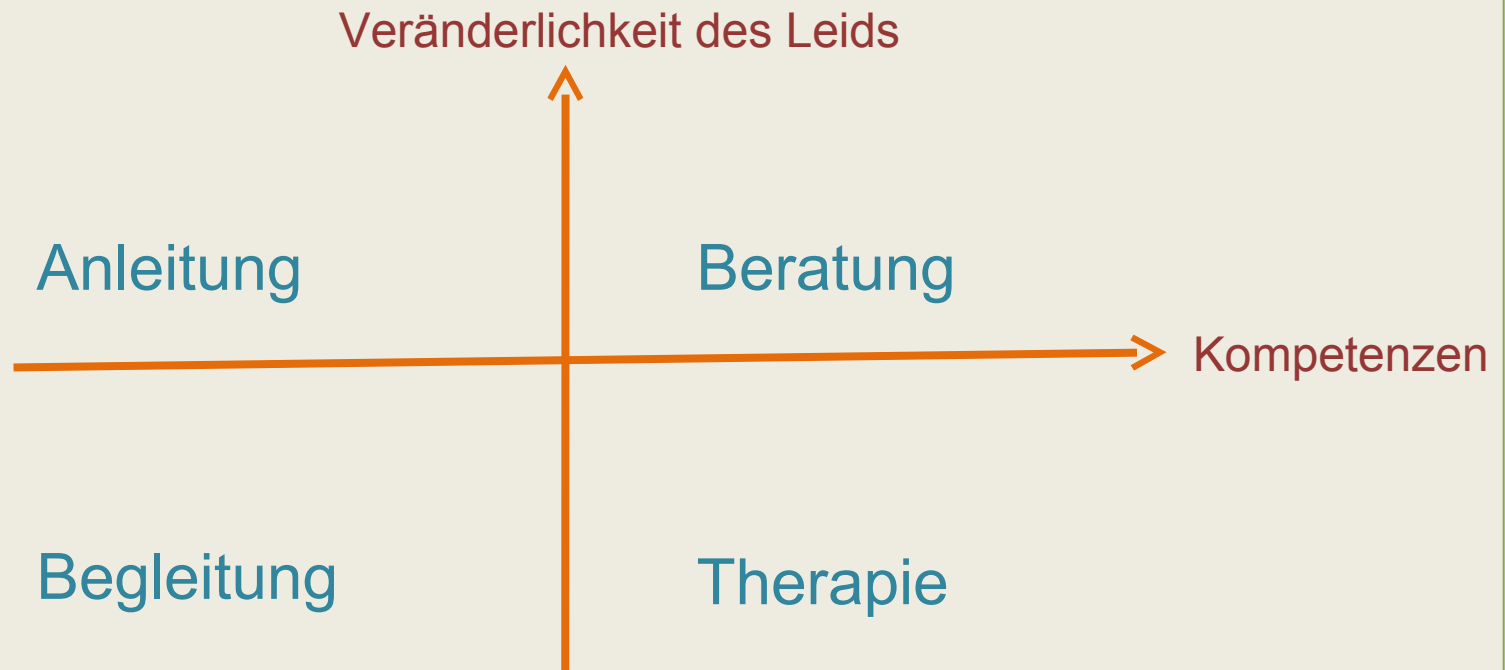 Veränderlichkeit des Leids
Anleitung
Beratung
Kompetenzen
Begleitung
Therapie